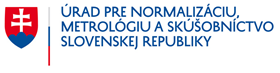 ÚRAD PRE NORMALIZÁCIU,
METROLÓGIU A SKÚŠOBNÍCTVO
SLOVENSKEJ REPUBLIKY